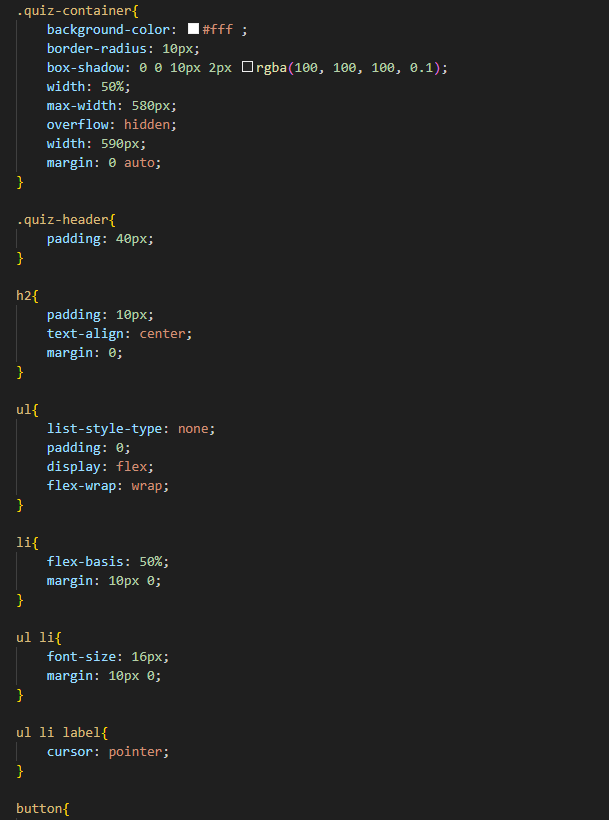 .quiz-container{
    background-color: #fff ;
    border-radius: 10px;
    box-shadow: 0 0 10px 2px rgba(100, 100, 100, 0.1);
    width: 50%;
    max-width: 580px;
    overflow: hidden;
    width: 590px;
    margin: 0 auto;
}

.quiz-header{
    padding: 40px;
}

h2{
    padding: 10px;
    text-align: center;
    margin: 0;
}

ul{
    list-style-type: none;
    padding: 0;
    display: flex;
    flex-wrap: wrap;
}

li{
    flex-basis: 50%;
    margin: 10px 0;
}

ul li{
    font-size: 16px;
    margin: 10px 0;
}

ul li label{
    cursor: pointer;
}

button{